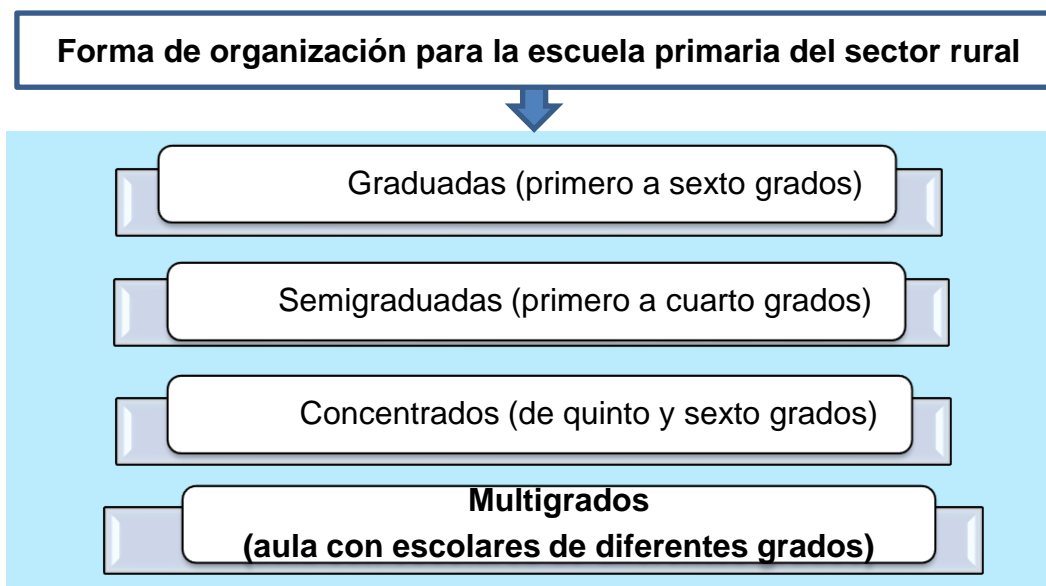 Forma de organización para la escuela primaria del sector rural
Graduadas (primero a sexto grados)
Semigraduadas (primero a cuarto grados)
Concentrados (de quinto y sexto grados)
Multigrados
(aula con escolares de diferentes grados)